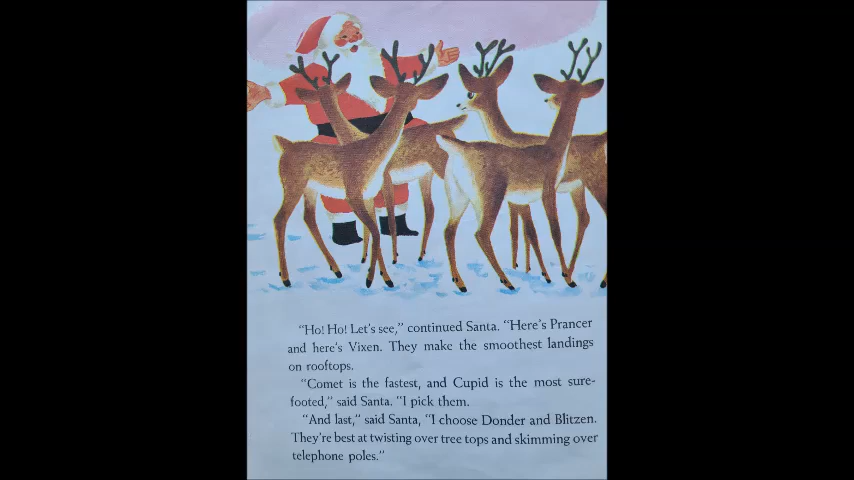 "Ho! Ho! Let's see," continued Santa. "Here's Prancer
and here's Vixen. They make the smoothest landings
on rooftops.
"Comet is the fastest, and Cupid is the most sure-
footed," said Santa. "I pick them.
"And last," said Santa, "I choose Donder and Blitzen.
They're best at twisting over tree tops and skimming over
telephone poles."